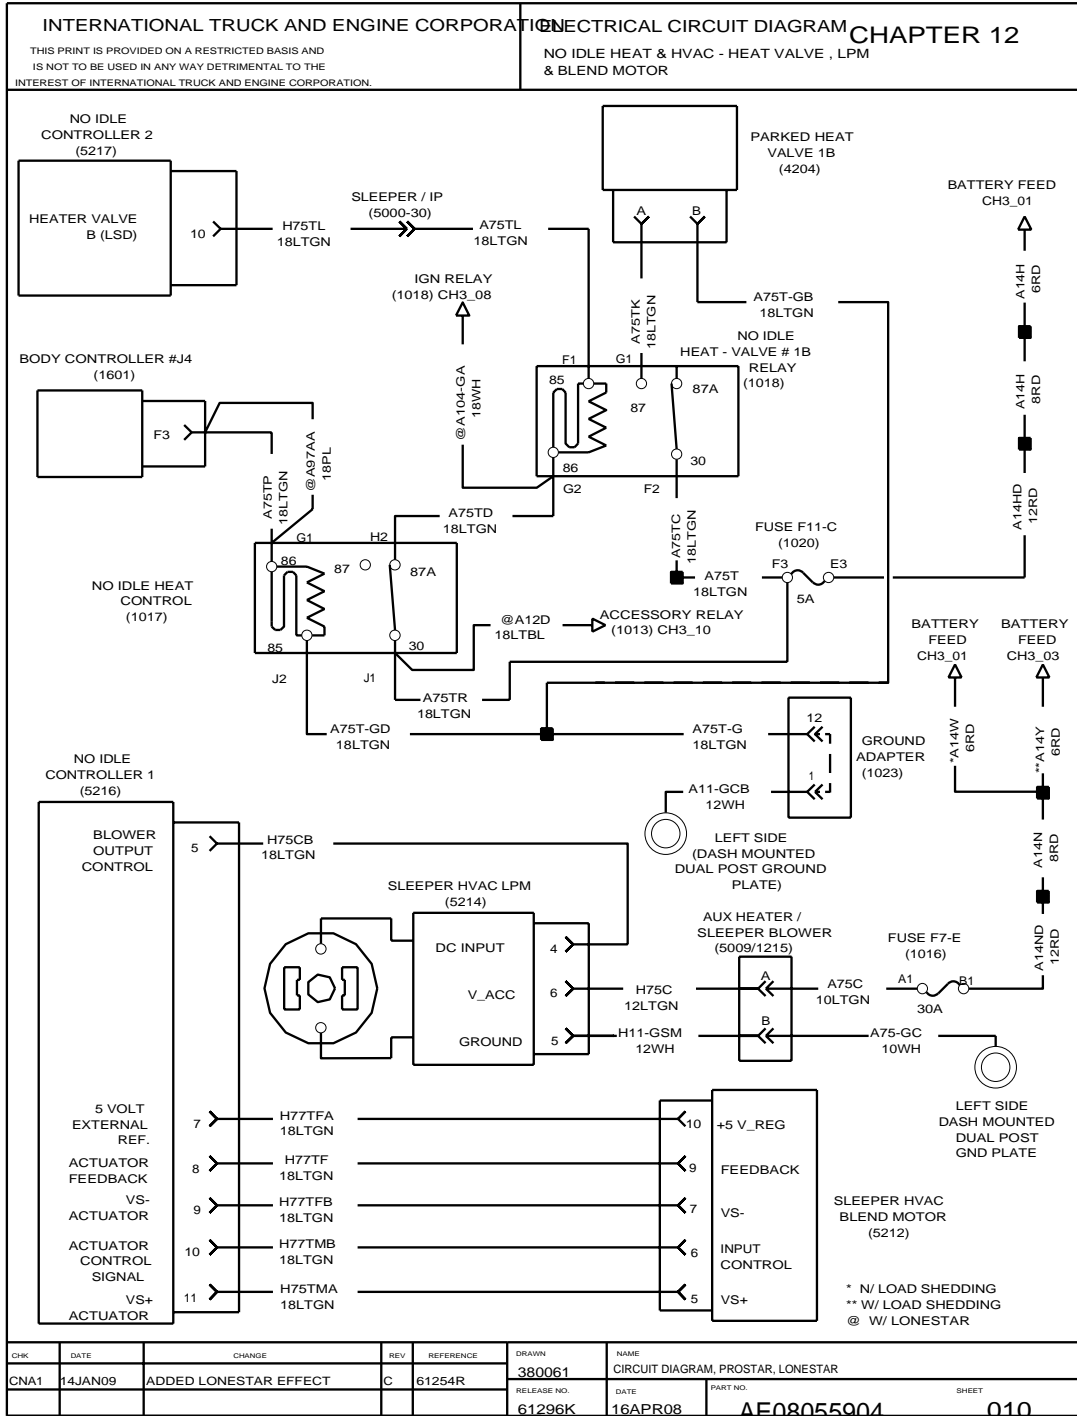 INTERNATIONAL TRUCK AND ENGINE CORPORATION
THIS PRINT IS PROVIDED ON A RESTRICTED BASIS AND
IS NOT TO BE USED IN ANY WAY DETRIMENTAL TO THE
INTEREST OF INTERNATIONAL TRUCK AND ENGINE CORPORATION.
ELECTRICAL CIRCUIT DIAGRAM
CHAPTER 12
NO IDLE HEAT & HVAC - HEAT VALVE , LPM
& BLEND MOTOR
NO IDLE
CONTROLLER 2
(5217)
HEATER VALVE
B (LSD)
10
H75TL
18LTGN
SLEEPER / IP
(5000-30)
A75TL
18LTGN
PARKED HEAT
VALVE 1B
(4204)
A
B
BATTERY FEED
CH3_01
A14H
6RD
A14H
8RD
A14HD
12RD
IGN RELAY
(1018) CH3_08
@A104-GA
18WH
A75TK
18LTGN
A75T-GB
18LTGN
NO IDLE
HEAT - VALVE # 1B
RELAY
(1018)
F1
G1
85
87
87A
86
30
G2
F2
BODY CONTROLLER #J4
(1601)
F3
A75TP
18LTGN
@A97AA
18PL
A75TD
18LTGN
A75TC
18LTGN
A75T
18LTGN
FUSE F11-C
(1020)
F3
E3
5A
NO IDLE HEAT
CONTROL
(1017)
G1
H2
86
87
87A
85
30
J2
J1
@A12D
18LTBL
ACCESSORY RELAY
(1013) CH3_10
A75TR
18LTGN
A75T-GD
18LTGN
A75T-G
18LTGN
12
1
GROUND
ADAPTER
(1023)
A11-GCB
12WH
LEFT SIDE
(DASH MOUNTED
DUAL POST GROUND
PLATE)
BATTERY
FEED
CH3_01
BATTERY
FEED
CH3_03
*A14W
6RD
**A14Y
6RD
A14N
8RD
A14ND
12RD
NO IDLE
CONTROLLER 1
(5216)
BLOWER
OUTPUT
CONTROL
5
H75CB
18LTGN
SLEEPER HVAC LPM
(5214)
DC INPUT
4
V_ACC
6
GROUND
5
H75C
12LTGN
H11-GSM
12WH
AUX HEATER /
SLEEPER BLOWER
(5009/1215)
A
B
A75C
10LTGN
FUSE F7-E
(1016)
A1
B1
30A
A75-GC
10WH
LEFT SIDE
DASH MOUNTED
DUAL POST
GND PLATE
5 VOLT
EXTERNAL
REF.
7
H77TFA
18LTGN
10
+5 V_REG
ACTUATOR
FEEDBACK
8
H77TF
18LTGN
9
FEEDBACK
VS-
ACTUATOR
9
H77TFB
18LTGN
7
VS-
ACTUATOR
CONTROL
SIGNAL
10
H77TMB
18LTGN
6
INPUT
CONTROL
VS+
ACTUATOR
11
H75TMA
18LTGN
5
VS+
SLEEPER HVAC
BLEND MOTOR
(5212)
* N/ LOAD SHEDDING
** W/ LOAD SHEDDING
@ W/ LONESTAR
CHK DATE CHANGE REV REFERENCE
CNA1 14JAN09 ADDED LONESTAR EFFECT C 61254R
DRAWN
380061
NAME
CIRCUIT DIAGRAM, PROSTAR, LONESTAR
RELEASE NO.
61296K
DATE
16APR08
PART NO.
AE08055904
SHEET
010